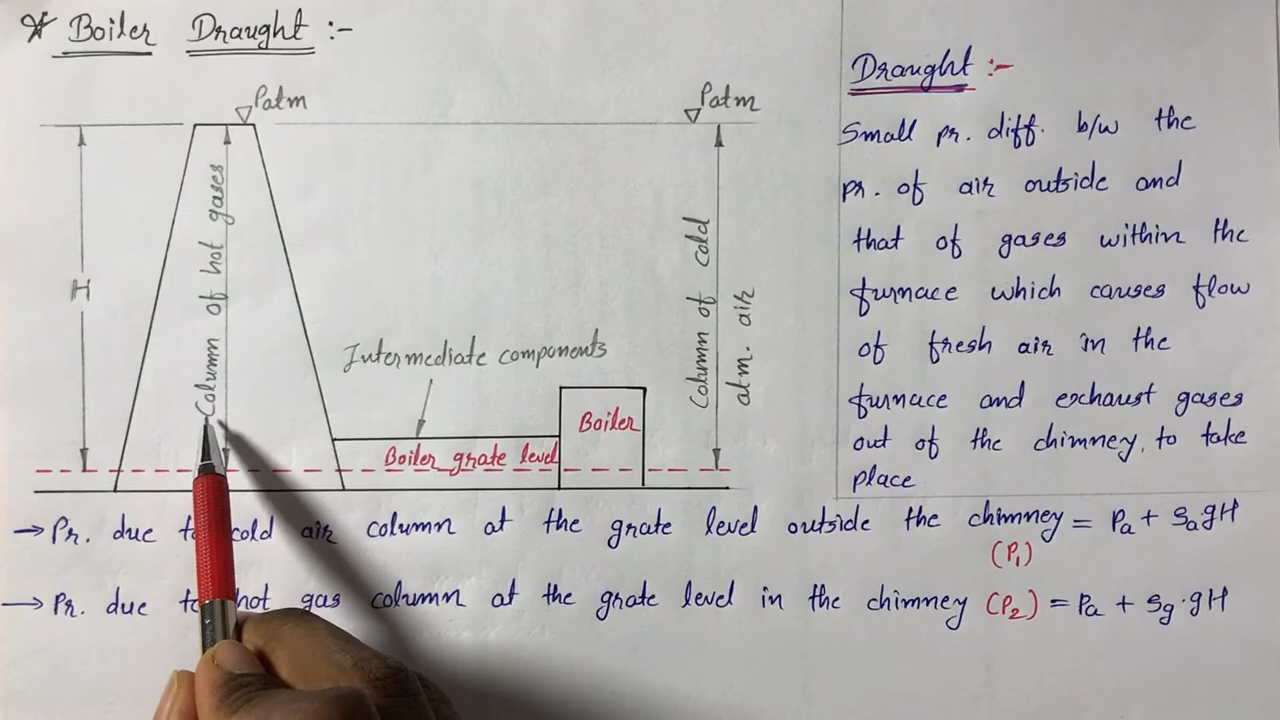 * Boiler Draught :-
Patm
Patm
H
Column of hot gases
Column of cold
atm. air
Intermediate components
Boiler
Boiler grate level
Draught :-
Small pr. diff. b/w the
pr. of air outside and
that of gases within the
furnace which causes flow
of fresh air in the
furnace and exhaust gases
out of the chimney. to take
place
→ Pr. due to cold air column at the grate level outside the chimney = Pa + ρagH
(P₁)
→ Pr. due to hot gas column at the grate level in the chimney (P₂) = Pa + ρg·gH